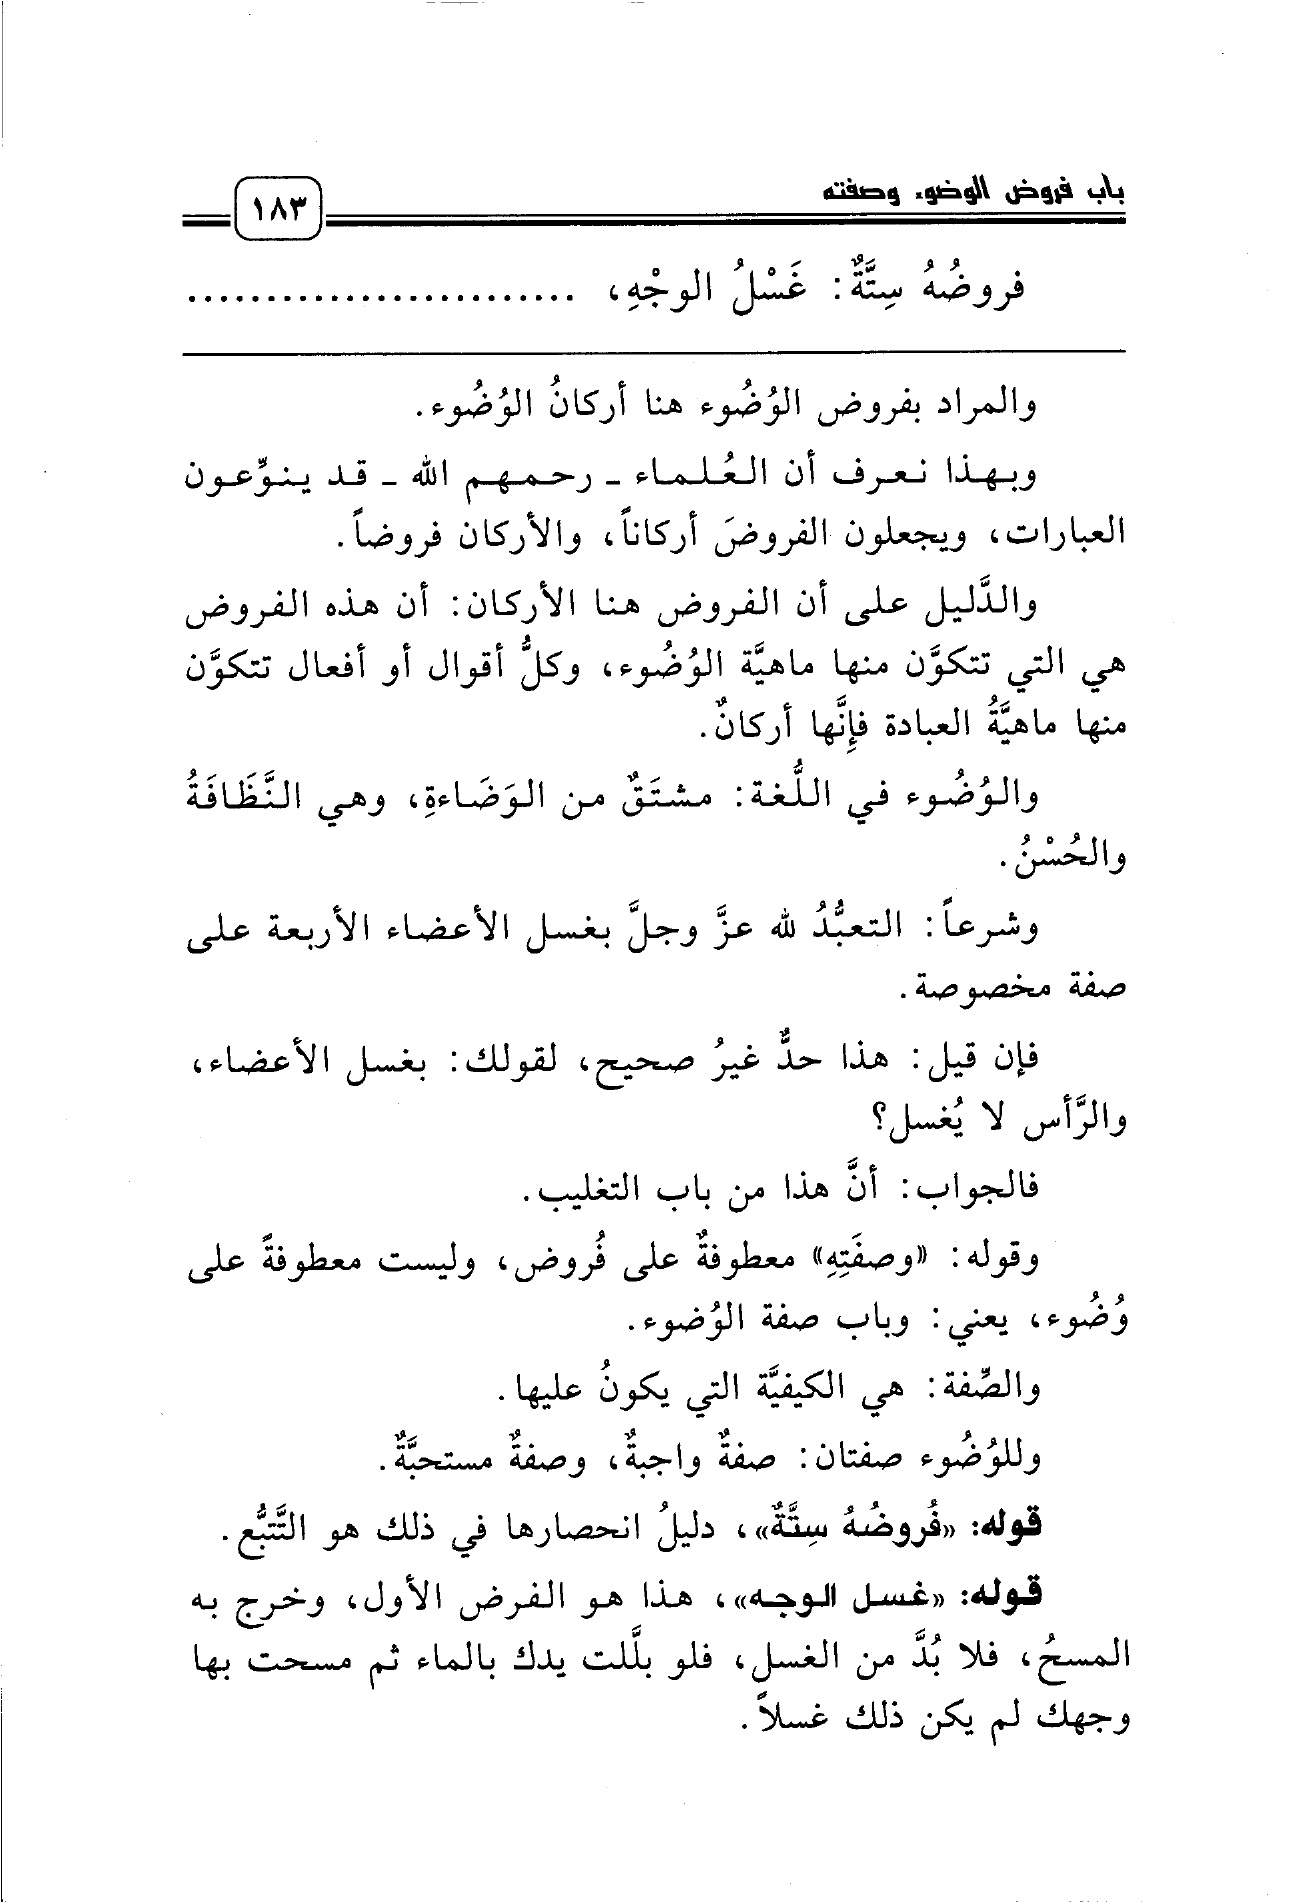 باب فروض الوضوء وصفته
١٨٣
فروضُهُ سِتَّةٌ: غَسْلُ الوجْهِ، .........................
والمراد بفروض الوُضُوء هنا أركانُ الوُضُوء.
وبهذا نعرف أن العُلماء ـ رحمهم الله ـ قد ينوِّعون
العبارات، ويجعلون الفروضَ أركاناً، والأركان فروضاً.
والدَّليل على أن الفروض هنا الأركان: أن هذه الفروض
هي التي تتكوَّن منها ماهيَّة الوُضُوء، وكلُّ أقوال أو أفعال تتكوَّن
منها ماهيَّةُ العبادة فإِنَّها أركانٌ.
والوُضُوء في اللُّغة: مشتَقٌ من الوَضَاءةِ، وهي النَّظَافَةُ
والحُسْنُ.
وشرعاً: التعبُّدُ لله عزَّ وجلَّ بغسل الأعضاء الأربعة على
صفة مخصوصة.
فإن قيل: هذا حدٌّ غيرُ صحيح، لقولك: بغسل الأعضاء،
والرَّأس لا يُغسل؟
فالجواب: أنَّ هذا من باب التغليب.
وقوله: «وصفَتِهِ» معطوفةٌ على فُروض، وليست معطوفةً على
وُضُوء، يعني: وباب صفة الوُضوء.
والصِّفة: هي الكيفيَّة التي يكونُ عليها.
وللوُضُوء صفتان: صفةٌ واجبةٌ، وصفةٌ مستحبَّةٌ.
قوله: «فُروضُهُ سِتَّةٌ»، دليلُ انحصارها في ذلك هو التَّتبُّع.
قوله: «غسل الوجه»، هذا هو الفرض الأول، وخرج به
المسحُ، فلا بُدَّ من الغسل، فلو بلَّلت يدك بالماء ثم مسحت بها
وجهك لم يكن ذلك غسلاً.